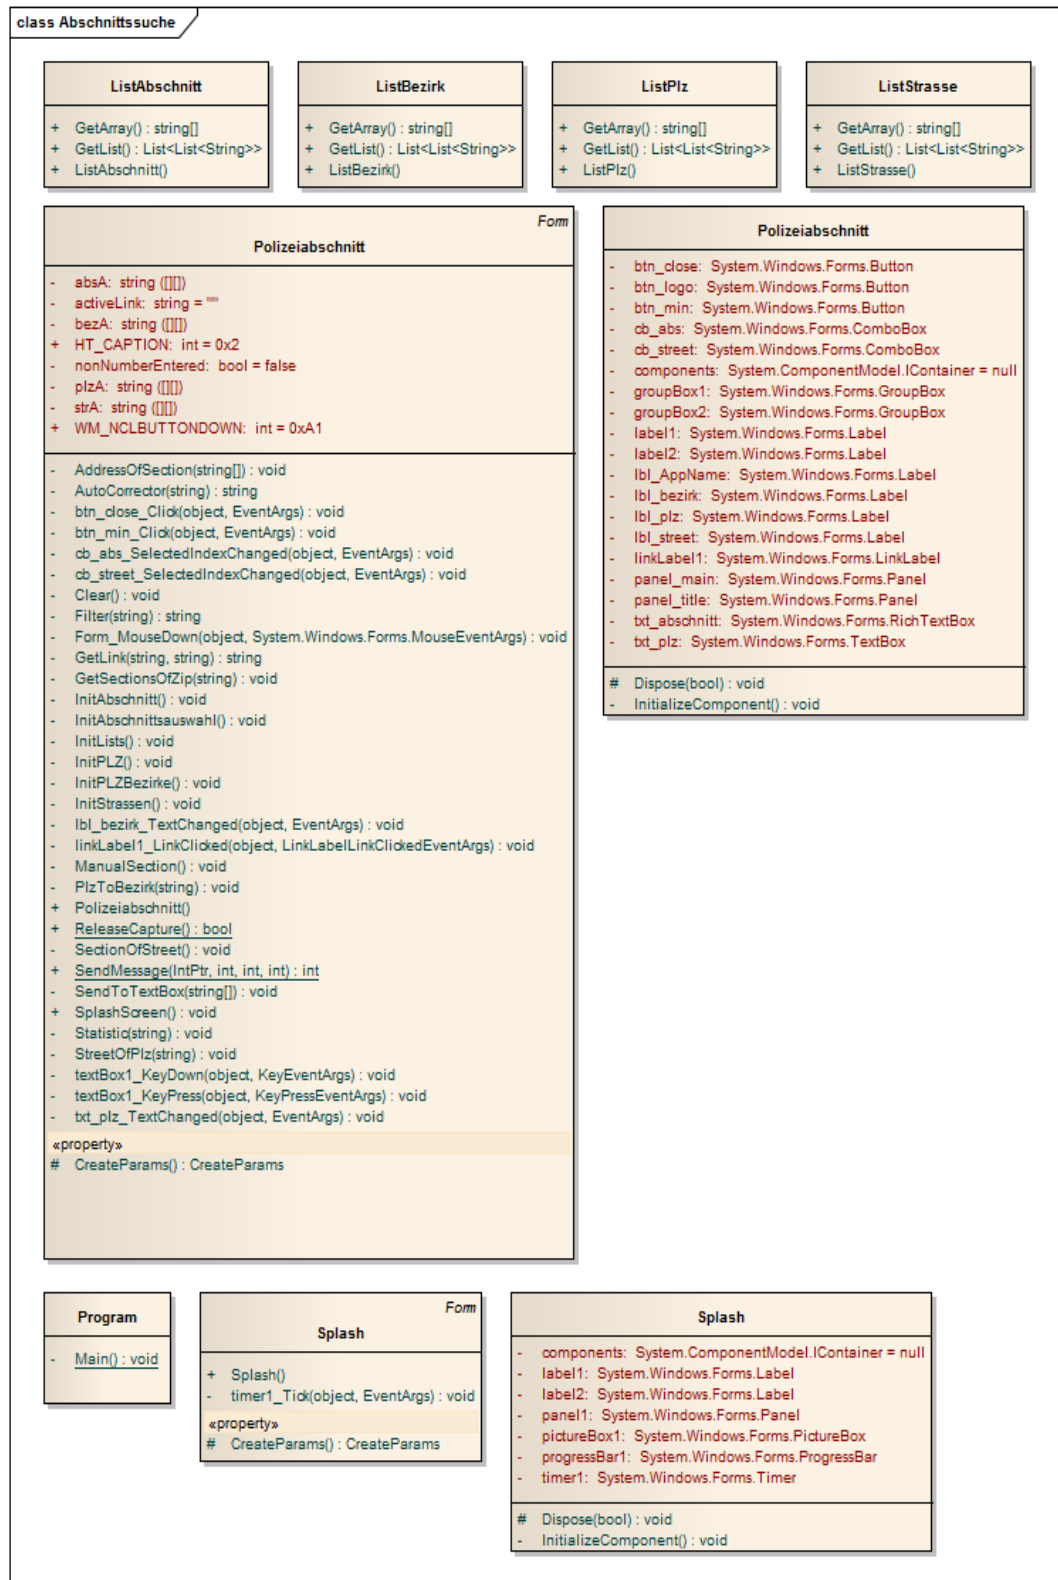 class Abschnittssuche
ListAbschnitt
+ GetArray() : string[]
+ GetList() : List<List<String>>
+ ListAbschnitt()
ListBezirk
+ GetArray() : string[]
+ GetList() : List<List<String>>
+ ListBezirk()
ListPlz
+ GetArray() : string[]
+ GetList() : List<List<String>>
+ ListPlz()
ListStrasse
+ GetArray() : string[]
+ GetList() : List<List<String>>
+ ListStrasse()
Form
Polizeiabschnitt
- absA: string ([][])
- activeLink: string = ""
- bezA: string ([][])
+ HT_CAPTION: int = 0x2
- nonNumberEntered: bool = false
- plzA: string ([][])
- strA: string ([][])
+ WM_NCLBUTTONDOWN: int = 0xA1
- AddressOfSection(string[]) : void
- AutoCorrector(string) : string
- btn_close_Click(object, EventArgs) : void
- btn_min_Click(object, EventArgs) : void
- cb_abs_SelectedIndexChanged(object, EventArgs) : void
- cb_street_SelectedIndexChanged(object, EventArgs) : void
- Clear() : void
- Filter(string) : string
- Form_MouseDown(object, System.Windows.Forms.MouseEventArgs) : void
- GetLink(string, string) : string
- GetSectionsOfZip(string) : void
- InitAbschnitt() : void
- InitAbschnittsauswahl() : void
- InitLists() : void
- InitPLZ() : void
- InitPLZBezirke() : void
- InitStrassen() : void
- lbl_bezirk_TextChanged(object, EventArgs) : void
- linkLabel1_LinkClicked(object, LinkLabelLinkClickedEventArgs) : void
- ManualSection() : void
- PlzToBezirk(string) : void
+ Polizeiabschnitt()
+ ReleaseCapture() : bool
- SectionOfStreet() : void
+ SendMessage(IntPtr, int, int, int) : int
- SendToTextBox(string[]) : void
+ SplashScreen() : void
- Statistic(string) : void
- StreetOfPlz(string) : void
- textBox1_KeyDown(object, KeyEventArgs) : void
- textBox1_KeyPress(object, KeyPressEventArgs) : void
- txt_plz_TextChanged(object, EventArgs) : void
«property»
# CreateParams() : CreateParams
Polizeiabschnitt
- btn_close: System.Windows.Forms.Button
- btn_logo: System.Windows.Forms.Button
- btn_min: System.Windows.Forms.Button
- cb_abs: System.Windows.Forms.ComboBox
- cb_street: System.Windows.Forms.ComboBox
- components: System.ComponentModel.IContainer = null
- groupBox1: System.Windows.Forms.GroupBox
- groupBox2: System.Windows.Forms.GroupBox
- label1: System.Windows.Forms.Label
- label2: System.Windows.Forms.Label
- lbl_AppName: System.Windows.Forms.Label
- lbl_bezirk: System.Windows.Forms.Label
- lbl_plz: System.Windows.Forms.Label
- lbl_street: System.Windows.Forms.Label
- linkLabel1: System.Windows.Forms.LinkLabel
- panel_main: System.Windows.Forms.Panel
- panel_title: System.Windows.Forms.Panel
- txt_abschnitt: System.Windows.Forms.RichTextBox
- txt_plz: System.Windows.Forms.TextBox
# Dispose(bool) : void
- InitializeComponent() : void
Program
- Main() : void
Form
Splash
+ Splash()
- timer1_Tick(object, EventArgs) : void
«property»
# CreateParams() : CreateParams
Splash
- components: System.ComponentModel.IContainer = null
- label1: System.Windows.Forms.Label
- label2: System.Windows.Forms.Label
- panel1: System.Windows.Forms.Panel
- pictureBox1: System.Windows.Forms.PictureBox
- progressBar1: System.Windows.Forms.ProgressBar
- timer1: System.Windows.Forms.Timer
# Dispose(bool) : void
- InitializeComponent() : void